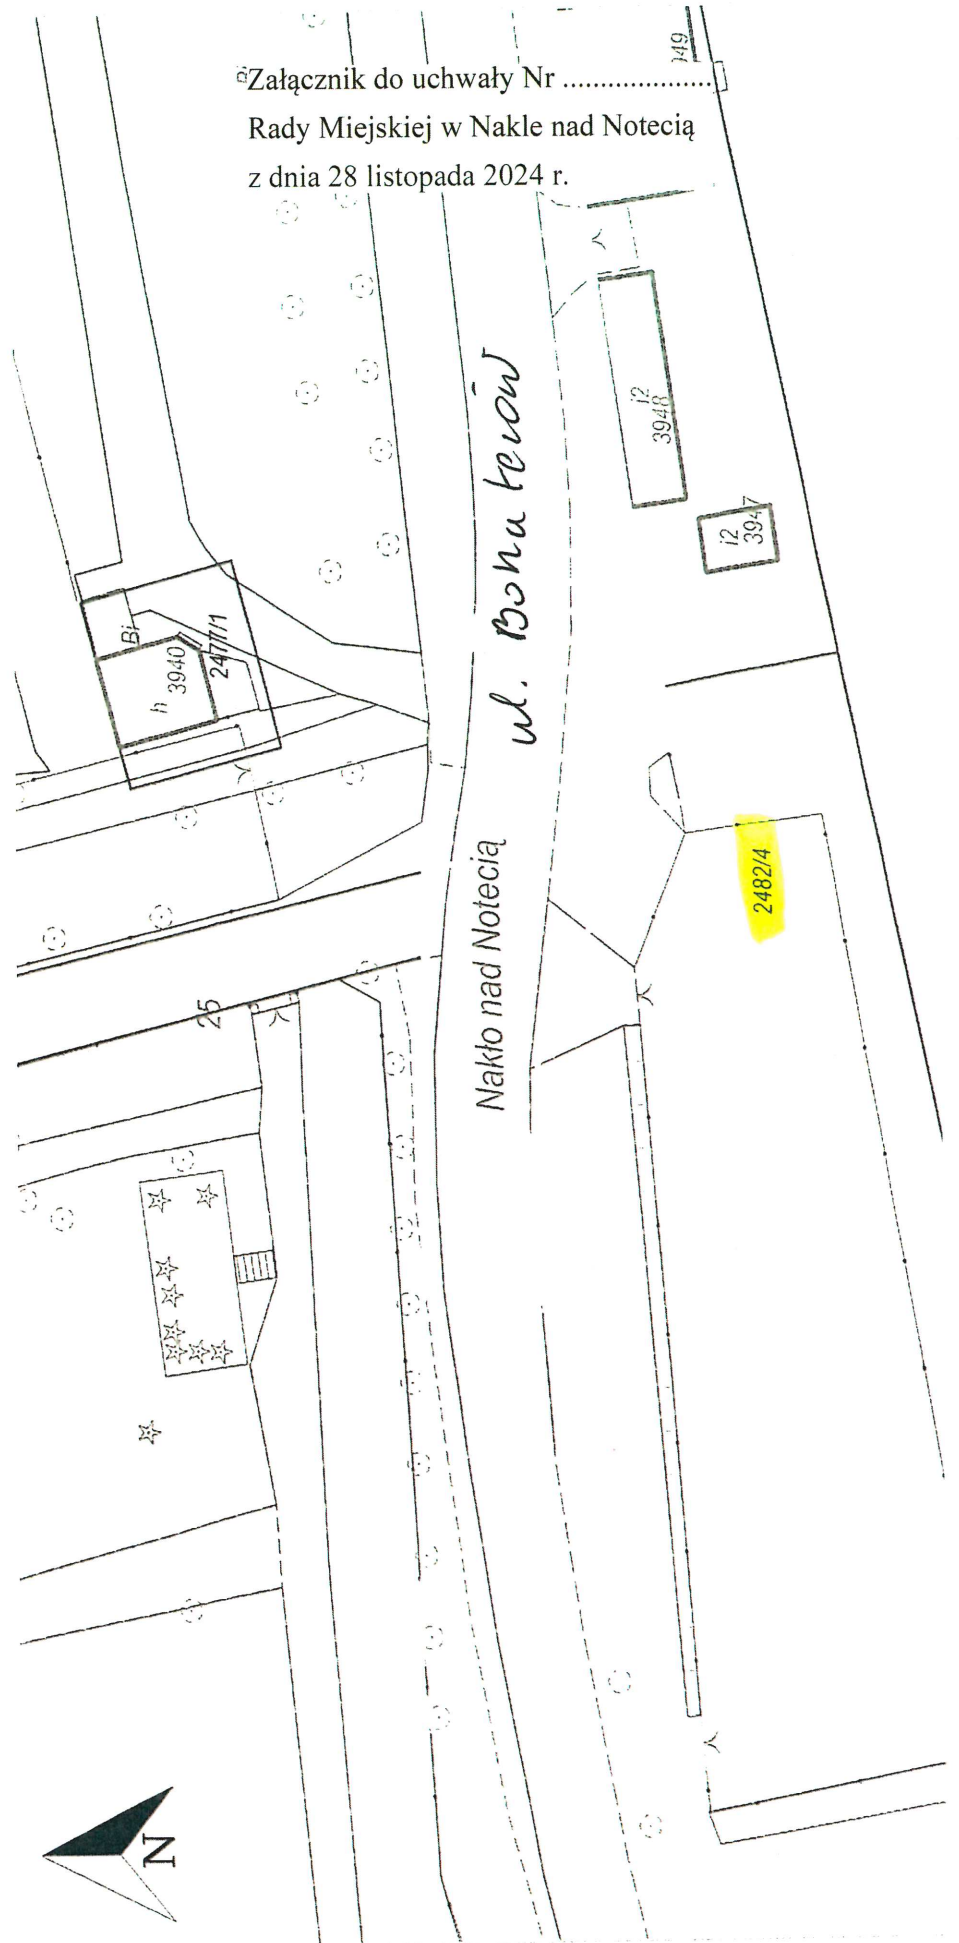 Załącznik do uchwały Nr .....................
Rady Miejskiej w Nakle nad Notecią
z dnia 28 listopada 2024 r.
i2
3948
i2
3947
Bi
h
3940
2477/1
ul. Bohaterów
Nakło nad Notecią
2482/4
25
N